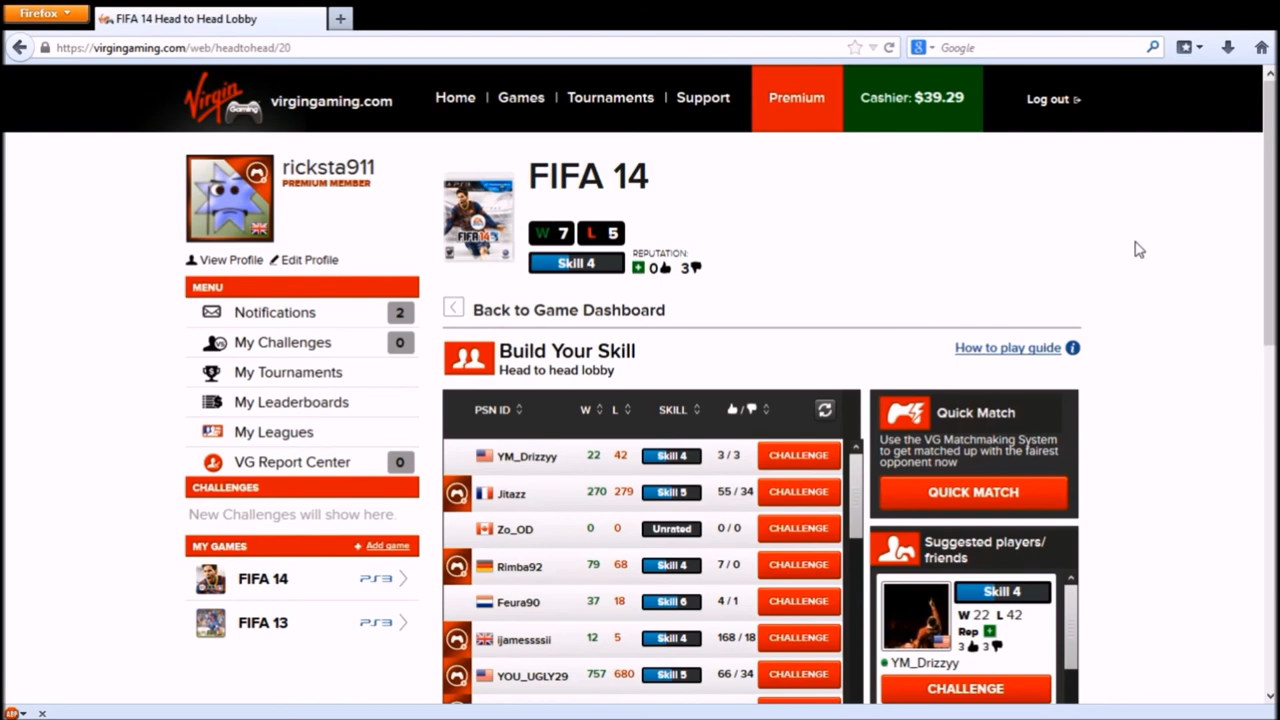 Firefox
FIFA 14 Head to Head Lobby
https://virgingaming.com/web/headtohead/20
Google
Virgin Gaming
virgingaming.com
Home
Games
Tournaments
Support
Premium
Cashier: $39.29
Log out
ricksta911
PREMIUM MEMBER
View Profile
Edit Profile
MENU
Notifications 2
My Challenges 0
My Tournaments
My Leaderboards
My Leagues
VG Report Center 0
CHALLENGES
New Challenges will show here.
MY GAMES + Add game
FIFA 14 PS3
FIFA 13 PS3
FIFA 14
W 7 L 5
Skill 4
REPUTATION:
0 3
Back to Game Dashboard
Build Your Skill
Head to head lobby
How to play guide i
PSN ID W L SKILL /
YM_Drizzyy 22 42 Skill 4 3 / 3 CHALLENGE
Jitazz 270 279 Skill 5 55 / 34 CHALLENGE
Zo_OD 0 0 Unrated 0 / 0 CHALLENGE
Rimba92 79 68 Skill 4 7 / 0 CHALLENGE
Feura90 37 18 Skill 6 4 / 1 CHALLENGE
ijamessssii 12 5 Skill 4 168 / 18 CHALLENGE
YOU_UGLY29 757 680 Skill 5 66 / 34 CHALLENGE
Quick Match
Use the VG Matchmaking System
to get matched up with the fairest
opponent now
QUICK MATCH
Suggested players/
friends
Skill 4
W 22 L 42
Rep
3 3
YM_Drizzyy
CHALLENGE
ABP